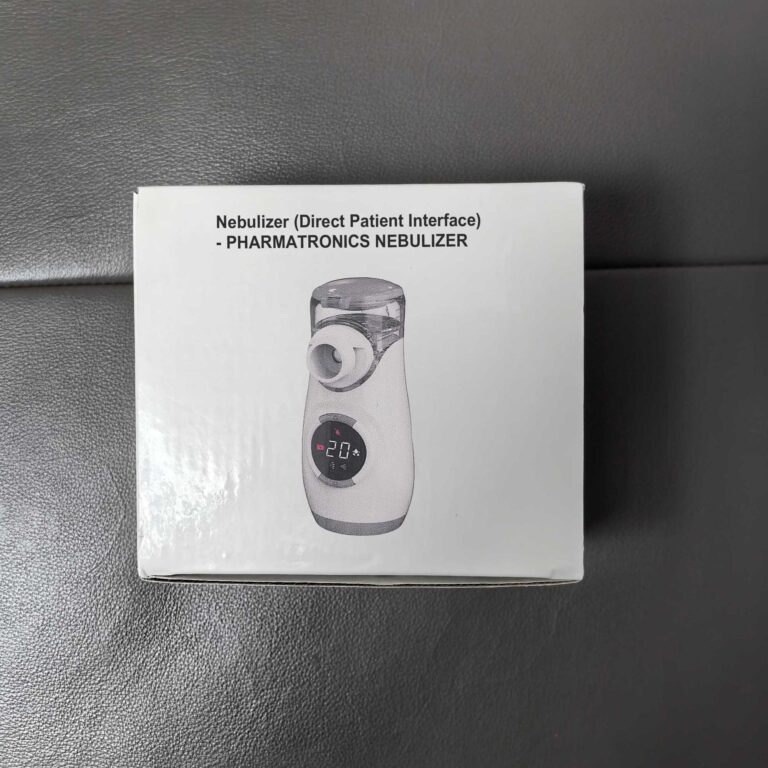 Nebulizer (Direct Patient Interface)
- PHARMATRONICS NEBULIZER
20